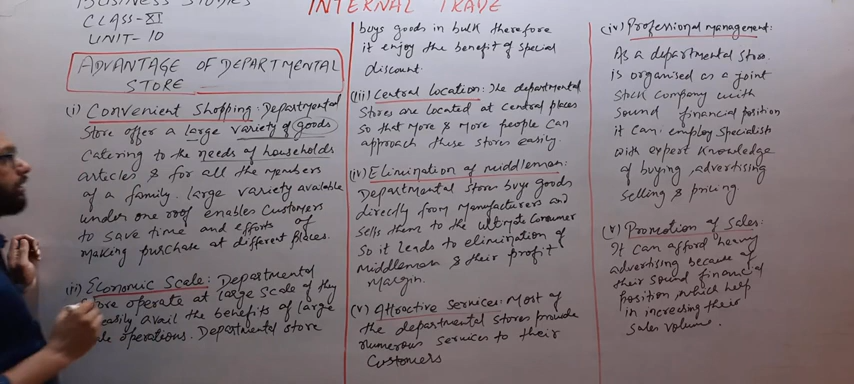 BUSINESS STUDIES
CLASS-XI
UNIT-10
INTERNAL TRADE
ADVANTAGE OF DEPARTMENTAL
STORE
(i) Convenient Shopping: Departmental
Store offer a large variety of goods
Catering to the needs of households
articles & for all the members
of a family. large variety available
under one roof enables Customers
to save time and efforts of
making purchase at different places.
(ii) Economic Scale: Departmental
store operate at large scale of they
easily avail the benefits of large
operations. Departmental store
buys goods in bulk therefore
it enjoy the benefit of special
discount.
(iii) Central location: The departmental
Stores are located at central places
so that more & more people can
approach these stores easily.
(iv) Elimination of middleman:
Departmental store buys goods
directly from manufacturers and
sells them to the ultimate consumer
so it leads to elimination of
Middleman & their profit
margin.
(v) Attractive Services: Most of
the departmental stores provide
numerous services to their
Customers
(iv) Professional management:
As a departmental store
is organised as a joint
Stock company with
sound financial position
it can employ specialists
with expert knowledge
of buying, advertising
selling & pricing
(v) Promotion of sales:
It can afford heavy
advertising because of
their sound financial
position which help
in increasing their
sales volume.